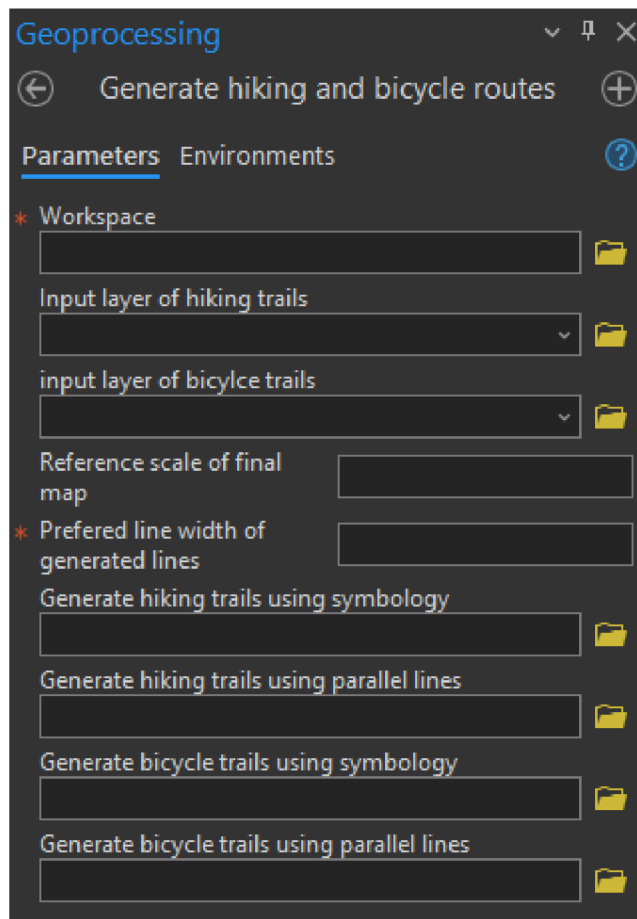 Geoprocessing
Generate hiking and bicycle routes
Parameters Environments
* Workspace
Input layer of hiking trails
input layer of bicylce trails
Reference scale of final
map
* Prefered line width of
generated lines
Generate hiking trails using symbology
Generate hiking trails using parallel lines
Generate bicycle trails using symbology
Generate bicycle trails using parallel lines